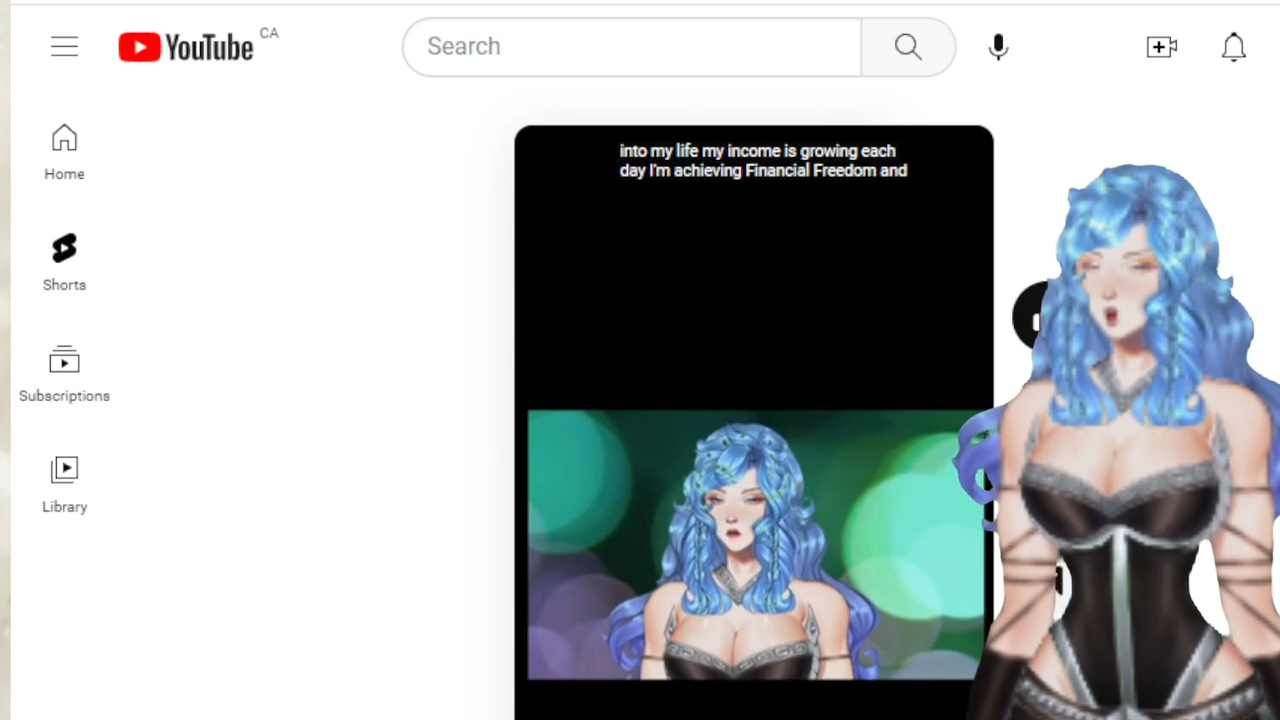 YouTube CA
Search
Home
Shorts
Subscriptions
Library
into my life my income is growing each
day I'm achieving Financial Freedom and